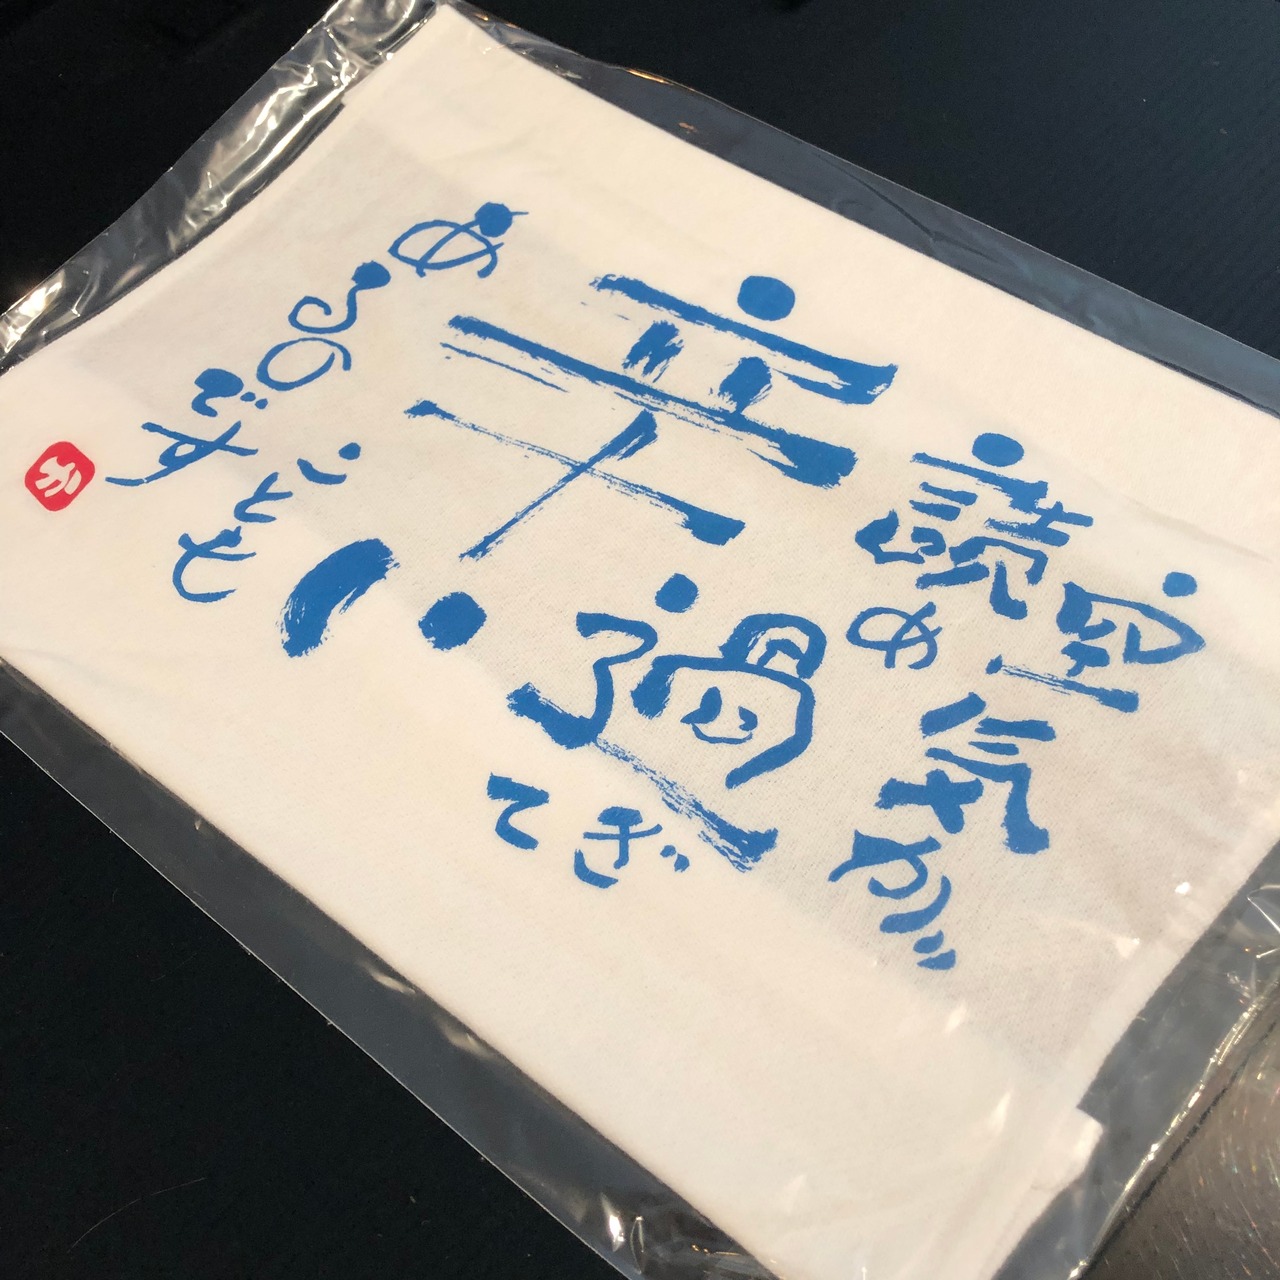 空気が
読め
過ぎて
辛い
ことも
あるのです